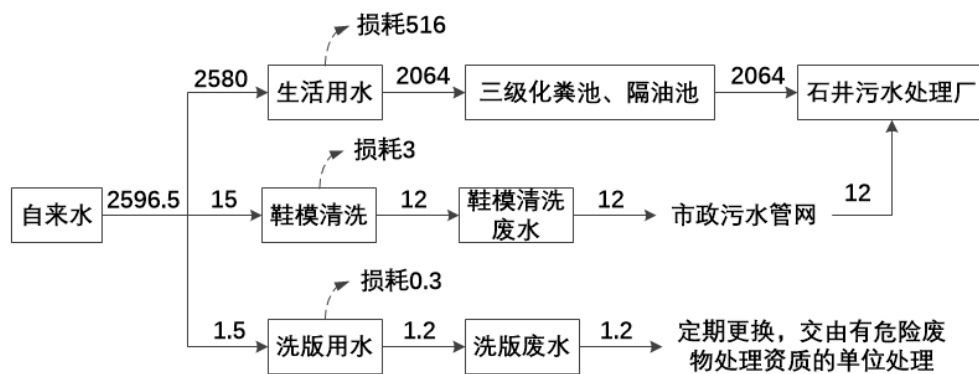 损耗516
2580
生活用水
2064
三级化粪池、隔油池
2064
石井污水处理厂
损耗3
自来水
2596.5
15
鞋模清洗
12
鞋模清洗
废水
12
市政污水管网
12
损耗0.3
1.5
洗版用水
1.2
洗版废水
1.2
定期更换，交由有危险废
物处理资质的单位处理